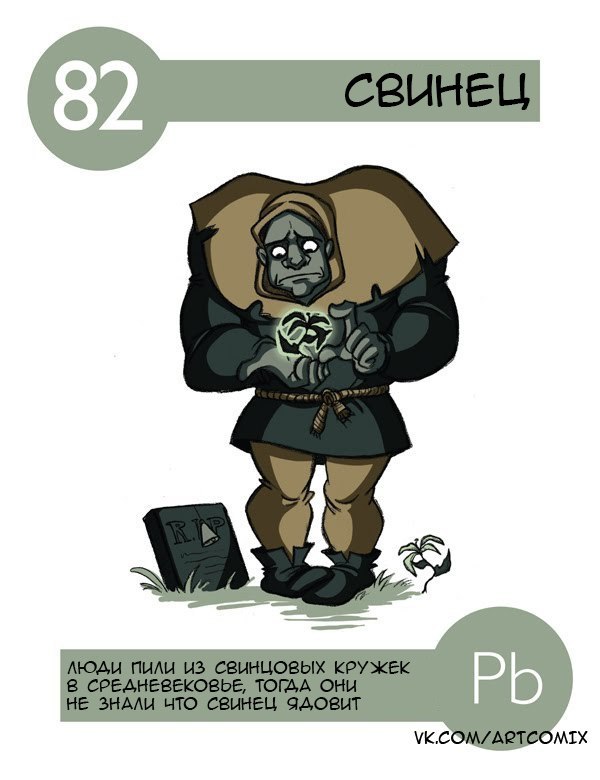 82
СВИНЕЦ
R.I.P
ЛЮДИ ПИЛИ ИЗ СВИНЦОВЫХ КРУЖЕК
В СРЕДНЕВЕКОВЬЕ, ТОГДА ОНИ
НЕ ЗНАЛИ ЧТО СВИНЕЦ ЯДОВИТ
Pb
VK.COM/ARTCOMIX